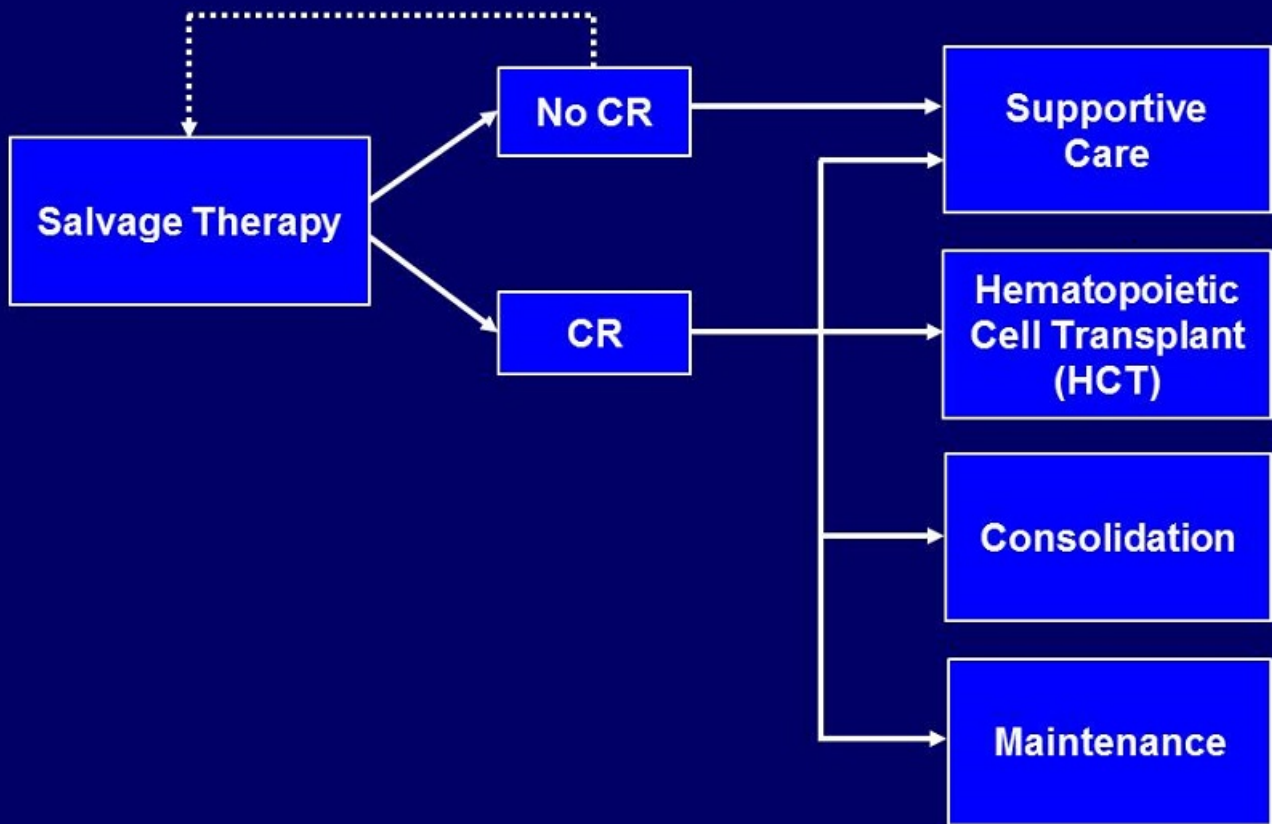 Salvage Therapy
No CR
CR
Supportive
Care
Hematopoietic
Cell Transplant
(HCT)
Consolidation
Maintenance